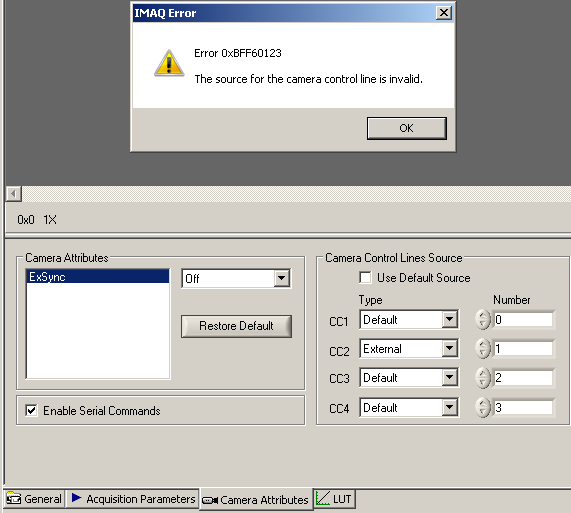 IMAQ Error
Error 0xBFF60123
The source for the camera control line is invalid.
OK
0x0 1X
Camera Attributes
ExSync
Off
Restore Default
Enable Serial Commands
Camera Control Lines Source
Use Default Source
Type Number
CC1 Default 0
CC2 External 1
CC3 Default 2
CC4 Default 3
General Acquisition Parameters Camera Attributes LUT